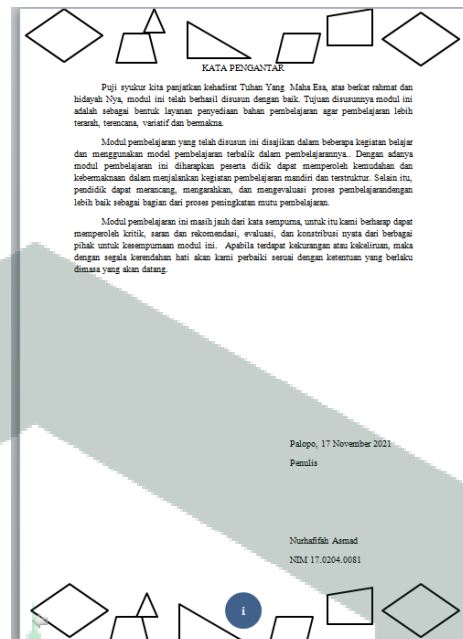 KATA PENGANTAR
Puji syukur kita panjatkan kehadirat Tuhan Yang Maha Esa, atas berkat rahmat dan
hidayah Nya, modul ini telah berhasil disusun dengan baik. Tujuan disusunnya modul ini
adalah sebagai bentuk layanan penyediaan bahan pembelajaran agar pembelajaran lebih
terarah, terencana, variatif dan bermakna.
Modul pembelajaran yang telah disusun ini disajikan dalam beberapa kegiatan belajar
dan menggunakan model pembelajaran terbalik dalam pembelajarannya.. Dengan adanya
modul pembelajaran ini diharapkan peserta didik dapat memperoleh kemudahan dan
kebermaknaan dalam menjalankan kegiatan pembelajaran mandiri dan terstruktur. Selain itu,
pendidik dapat merancang, mengarahkan, dan mengevaluasi proses pembelajarandengan
lebih baik sebagai bagian dari proses peningkatan mutu pembelajaran.
Modul pembelajaran ini masih jauh dari kata sempurna, untuk itu kami berharap dapat
memperoleh kritik, saran dan rekomendasi, evaluasi, dan konstribusi nyata dari berbagai
pihak untuk kesempurnaan modul ini. Apabila terdapat kekurangan atau kekeliruan, maka
dengan segala kerendahan hati akan kami perbaiki sesuai dengan ketentuan yang berlaku
dimasa yang akan datang.
Palopo, 17 November 2021
Penulis
Nurhafifah Asmad
NIM 17.0204.0081
i